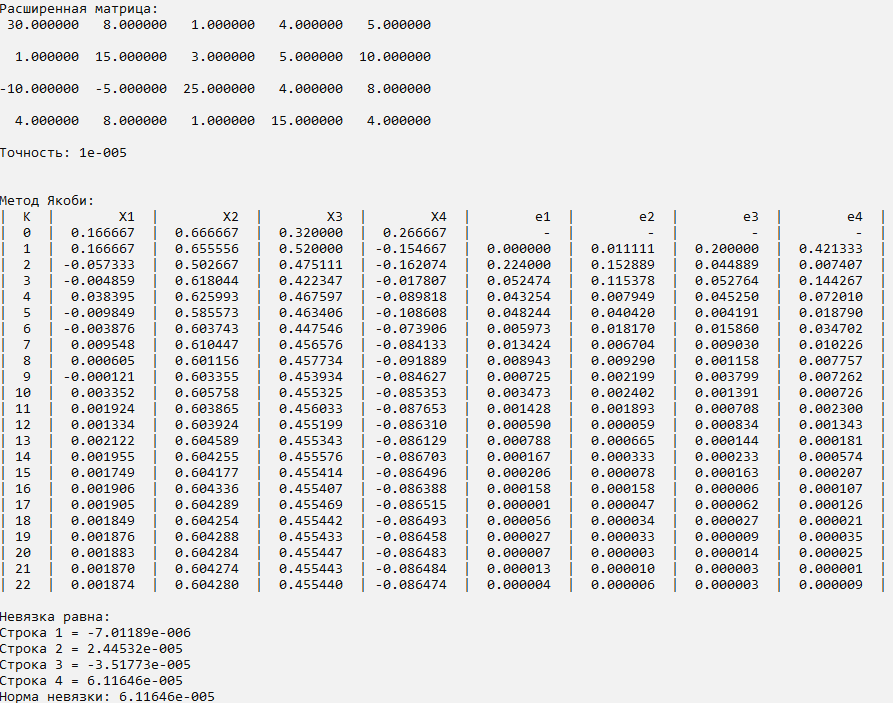 Расширенная матрица:
30.000000 8.000000 1.000000 4.000000 5.000000
1.000000 15.000000 3.000000 5.000000 10.000000
-10.000000 -5.000000 25.000000 4.000000 8.000000
4.000000 8.000000 1.000000 15.000000 4.000000
Точность: 1e-005
Метод Якоби:
| К | X1 | X2 | X3 | X4 | e1 | e2 | e3 | e4 |
| 0 | 0.166667 | 0.666667 | 0.320000 | 0.266667 | - | - | - | - |
| 1 | 0.166667 | 0.655556 | 0.520000 | -0.154667 | 0.000000 | 0.011111 | 0.200000 | 0.421333 |
| 2 | -0.057333 | 0.502667 | 0.475111 | -0.162074 | 0.224000 | 0.152889 | 0.044889 | 0.007407 |
| 3 | -0.004859 | 0.618044 | 0.422347 | -0.017807 | 0.052474 | 0.115378 | 0.052764 | 0.144267 |
| 4 | 0.038395 | 0.625993 | 0.467597 | -0.089818 | 0.043254 | 0.007949 | 0.045250 | 0.072010 |
| 5 | -0.009849 | 0.585573 | 0.463406 | -0.108608 | 0.048244 | 0.040420 | 0.004191 | 0.018790 |
| 6 | -0.003876 | 0.603743 | 0.447546 | -0.073906 | 0.005973 | 0.018170 | 0.015860 | 0.034702 |
| 7 | 0.009548 | 0.610447 | 0.456576 | -0.084133 | 0.013424 | 0.006704 | 0.009030 | 0.010226 |
| 8 | 0.000605 | 0.601156 | 0.457734 | -0.091889 | 0.008943 | 0.009290 | 0.001158 | 0.007757 |
| 9 | -0.000121 | 0.603355 | 0.453934 | -0.084627 | 0.000725 | 0.002199 | 0.003799 | 0.007262 |
| 10 | 0.003352 | 0.605758 | 0.455325 | -0.085353 | 0.003473 | 0.002402 | 0.001391 | 0.000726 |
| 11 | 0.001924 | 0.603865 | 0.456033 | -0.087653 | 0.001428 | 0.001893 | 0.000708 | 0.002300 |
| 12 | 0.001334 | 0.603924 | 0.455199 | -0.086310 | 0.000590 | 0.000059 | 0.000834 | 0.001343 |
| 13 | 0.002122 | 0.604589 | 0.455343 | -0.086129 | 0.000788 | 0.000665 | 0.000144 | 0.000181 |
| 14 | 0.001955 | 0.604255 | 0.455576 | -0.086703 | 0.000167 | 0.000333 | 0.000233 | 0.000574 |
| 15 | 0.001749 | 0.604177 | 0.455414 | -0.086496 | 0.000206 | 0.000078 | 0.000163 | 0.000207 |
| 16 | 0.001906 | 0.604336 | 0.455407 | -0.086388 | 0.000158 | 0.000158 | 0.000006 | 0.000107 |
| 17 | 0.001905 | 0.604289 | 0.455469 | -0.086515 | 0.000001 | 0.000047 | 0.000062 | 0.000126 |
| 18 | 0.001849 | 0.604254 | 0.455442 | -0.086493 | 0.000056 | 0.000034 | 0.000027 | 0.000021 |
| 19 | 0.001876 | 0.604288 | 0.455433 | -0.086458 | 0.000027 | 0.000033 | 0.000009 | 0.000035 |
| 20 | 0.001883 | 0.604284 | 0.455447 | -0.086483 | 0.000007 | 0.000003 | 0.000014 | 0.000025 |
| 21 | 0.001870 | 0.604274 | 0.455443 | -0.086484 | 0.000013 | 0.000010 | 0.000003 | 0.000001 |
| 22 | 0.001874 | 0.604280 | 0.455440 | -0.086474 | 0.000004 | 0.000006 | 0.000003 | 0.000009 |
Невязка равна:
Строка 1 = -7.01189e-006
Строка 2 = 2.44532e-005
Строка 3 = -3.51773e-005
Строка 4 = 6.11646e-005
Норма невязки: 6.11646e-005